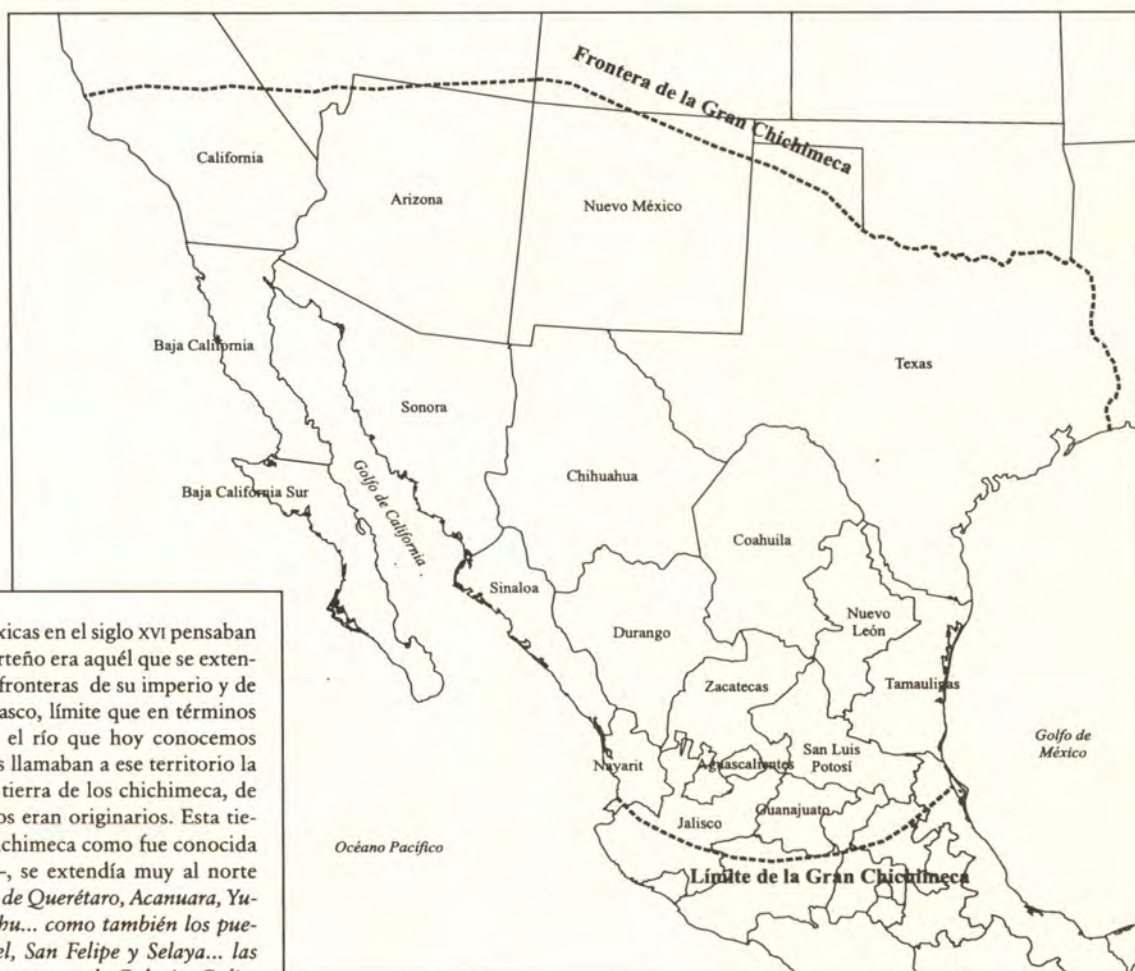 Frontera de la Gran Chichimeca
California
Arizona
Nuevo México
Baja California
Sonora
Texas
Golfo de California
Chihuahua
Baja California Sur
Coahuila
Sinaloa
Nuevo
León
Durango
Zacatecas
Tamaulipas
San Luis
Potosí
Golfo de
México
Nayarit
Aguascalientes
Guanajuato
Jalisco
Océano Pacífico
Límite de la Gran Chichimeca
xicas en el siglo XVI pensaban
rteño era aquél que se exten-
fronteras de su imperio y de
asco, límite que en términos
el río que hoy conocemos
s llamaban a ese territorio la
tierra de los chichimeca, de
os eran originarios. Esta tie-
ichimeca como fue conocida
–, se extendía muy al norte
de Querétaro, Acanuara, Yu-
hu... como también los pue-
el, San Felipe y Selaya... las